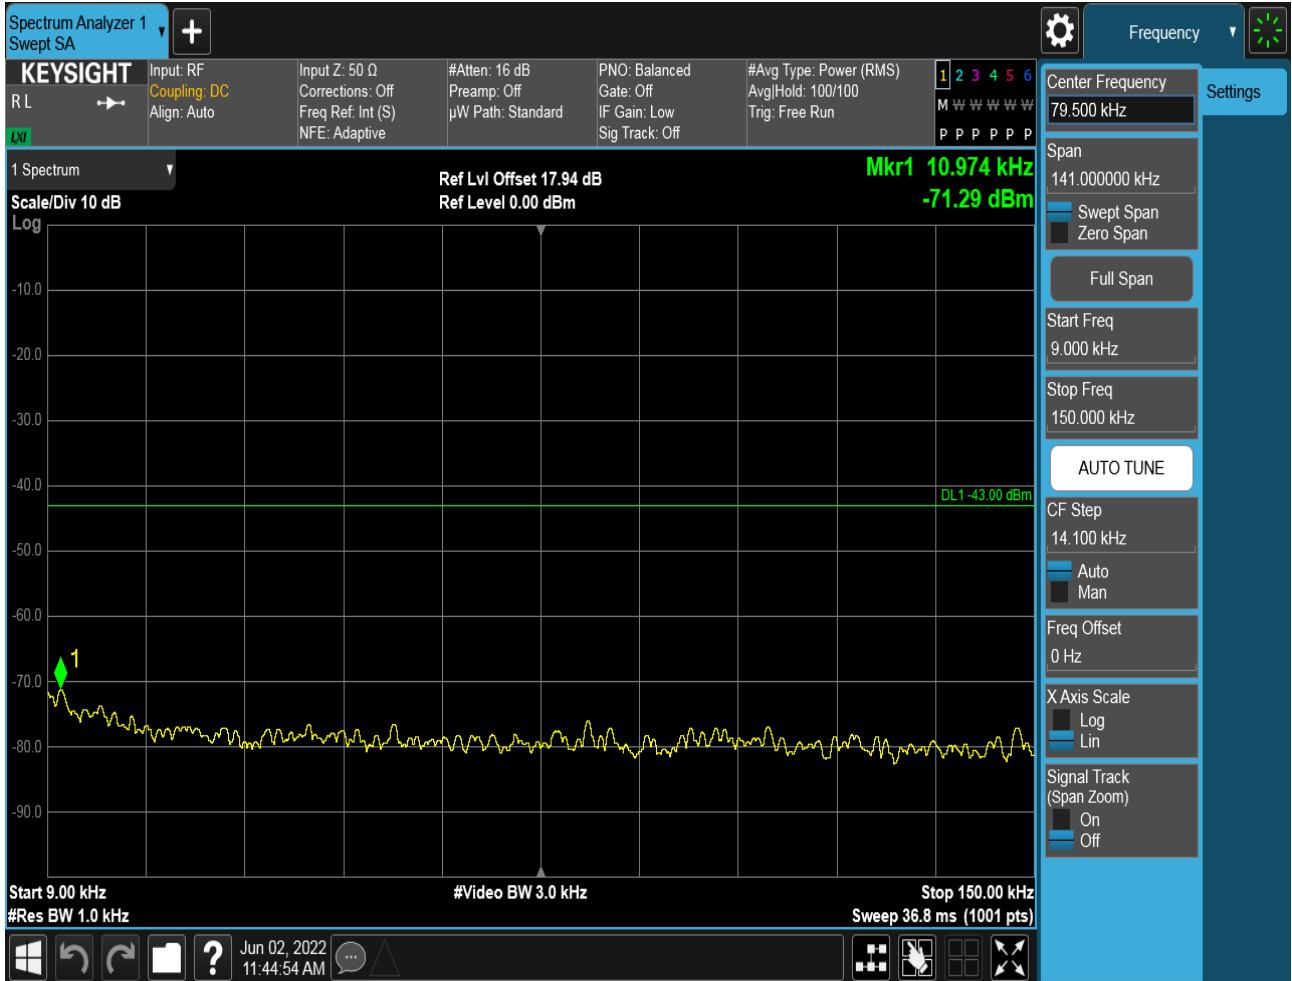 Spectrum Analyzer 1
Swept SA
Frequency
KEYSIGHT
R L
LXI
Input: RF
Coupling: DC
Align: Auto
Input Z: 50 Ω
Corrections: Off
Freq Ref: Int (S)
NFE: Adaptive
#Atten: 16 dB
Preamp: Off
µW Path: Standard
PNO: Balanced
Gate: Off
IF Gain: Low
Sig Track: Off
#Avg Type: Power (RMS)
Avg|Hold: 100/100
Trig: Free Run
1 2 3 4 5 6
M W W W W W
P P P P P P
Center Frequency
79.500 kHz
Settings
Span
141.000000 kHz
Swept Span
Zero Span
Full Span
Start Freq
9.000 kHz
Stop Freq
150.000 kHz
AUTO TUNE
CF Step
14.100 kHz
Auto
Man
Freq Offset
0 Hz
X Axis Scale
Log
Lin
Signal Track
(Span Zoom)
On
Off
1 Spectrum
Scale/Div 10 dB
Log
Ref Lvl Offset 17.94 dB
Ref Level 0.00 dBm
Mkr1 10.974 kHz
-71.29 dBm
-10.0
-20.0
-30.0
-40.0
DL1 -43.00 dBm
-50.0
-60.0
1
-70.0
-80.0
-90.0
Start 9.00 kHz
#Video BW 3.0 kHz
Stop 150.00 kHz
#Res BW 1.0 kHz
Sweep 36.8 ms (1001 pts)
?
Jun 02, 2022
11:44:54 AM